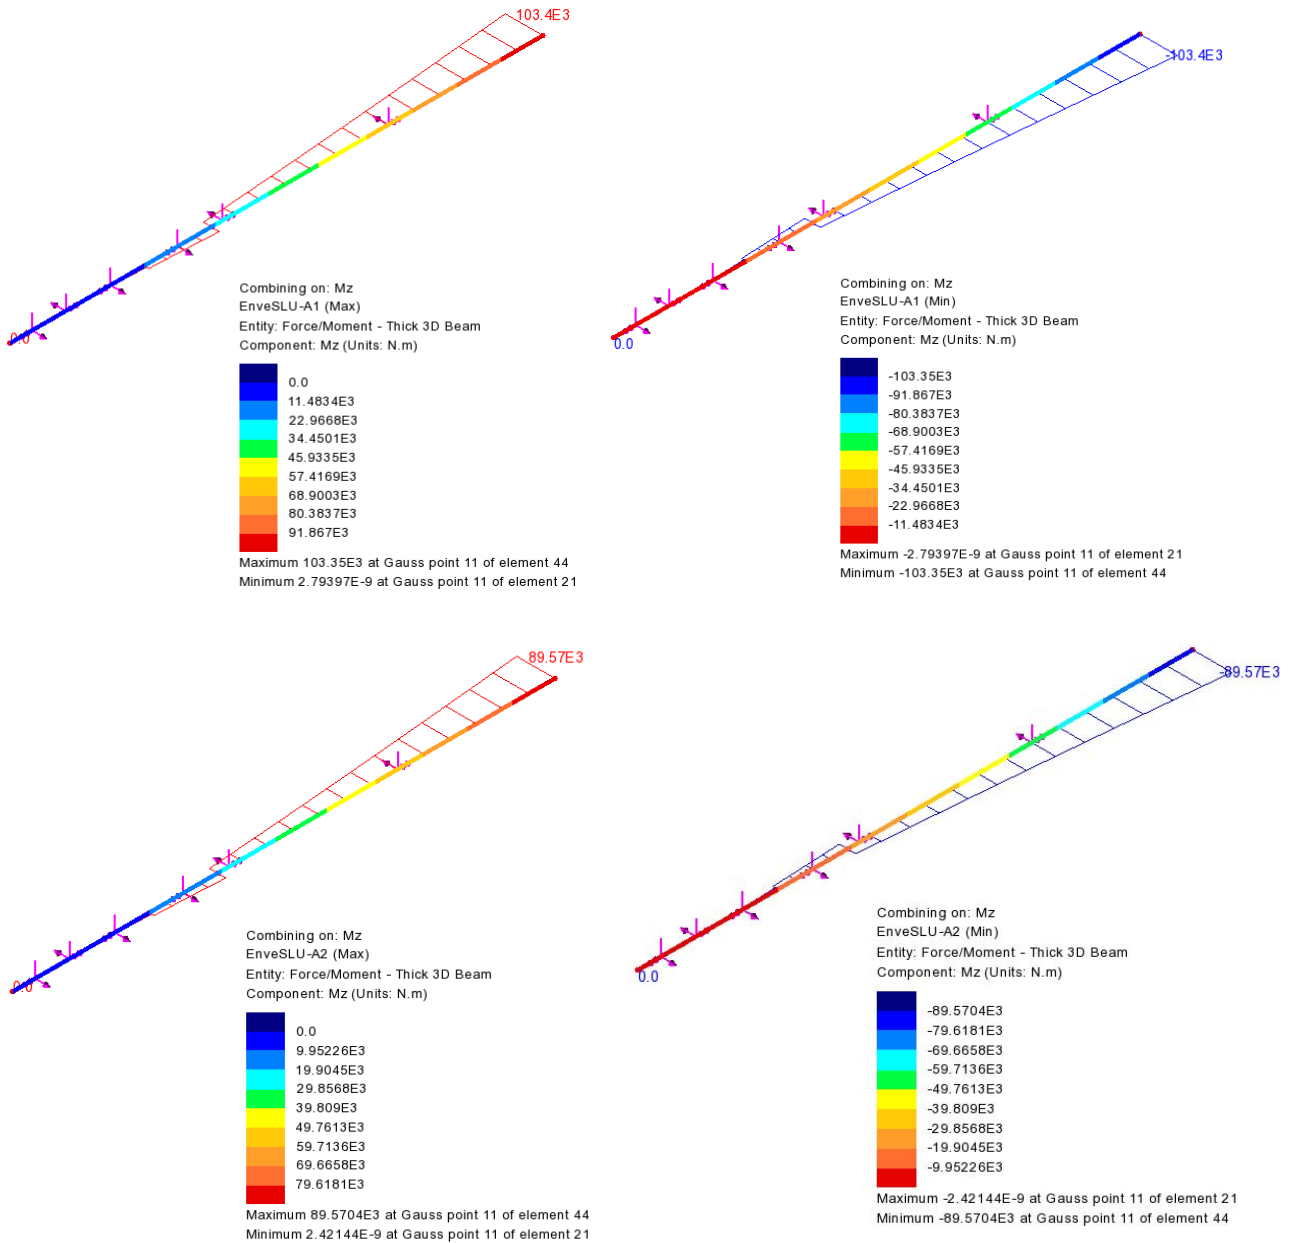 103.4E3
0.0
Combining on: Mz
EnveSLU-A1 (Max)
Entity: Force/Moment - Thick 3D Beam
Component: Mz (Units: N.m)
0.0
11.4834E3
22.9668E3
34.4501E3
45.9335E3
57.4169E3
68.9003E3
80.3837E3
91.867E3
Maximum 103.35E3 at Gauss point 11 of element 44
Minimum 2.79397E-9 at Gauss point 11 of element 21
-103.4E3
0.0
Combining on: Mz
EnveSLU-A1 (Min)
Entity: Force/Moment - Thick 3D Beam
Component: Mz (Units: N.m)
-103.35E3
-91.867E3
-80.3837E3
-68.9003E3
-57.4169E3
-45.9335E3
-34.4501E3
-22.9668E3
-11.4834E3
Maximum -2.79397E-9 at Gauss point 11 of element 21
Minimum -103.35E3 at Gauss point 11 of element 44
89.57E3
0.0
Combining on: Mz
EnveSLU-A2 (Max)
Entity: Force/Moment - Thick 3D Beam
Component: Mz (Units: N.m)
0.0
9.95226E3
19.9045E3
29.8568E3
39.809E3
49.7613E3
59.7136E3
69.6658E3
79.6181E3
Maximum 89.5704E3 at Gauss point 11 of element 44
Minimum 2.42144E-9 at Gauss point 11 of element 21
-89.57E3
0.0
Combining on: Mz
EnveSLU-A2 (Min)
Entity: Force/Moment - Thick 3D Beam
Component: Mz (Units: N.m)
-89.5704E3
-79.6181E3
-69.6658E3
-59.7136E3
-49.7613E3
-39.809E3
-29.8568E3
-19.9045E3
-9.95226E3
Maximum -2.42144E-9 at Gauss point 11 of element 21
Minimum -89.5704E3 at Gauss point 11 of element 44